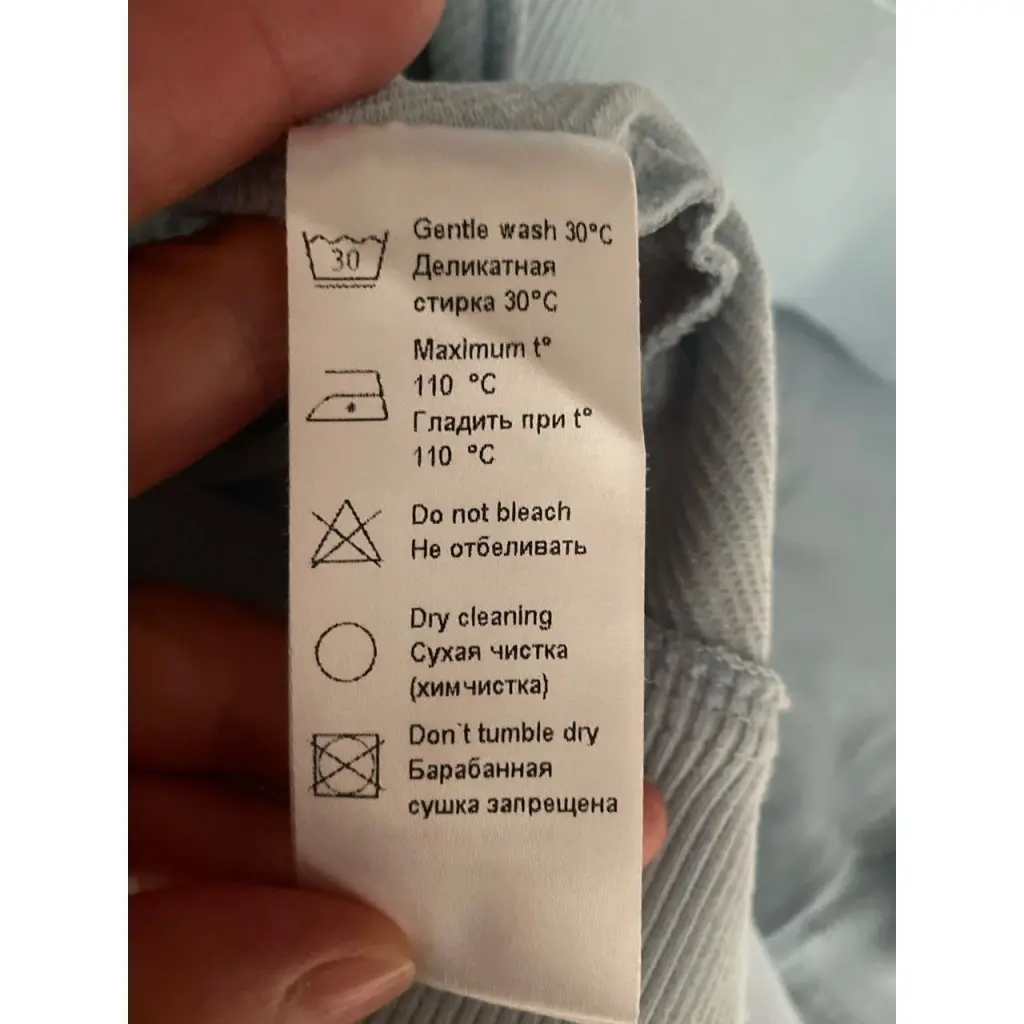 30
Gentle wash 30°C
Деликатная
стирка 30°C
Maximum t°
110 °C
Гладить при t°
110 °C
Do not bleach
Не отбеливать
Dry cleaning
Сухая чистка
(химчистка)
Don`t tumble dry
Барабанная
сушка запрещена